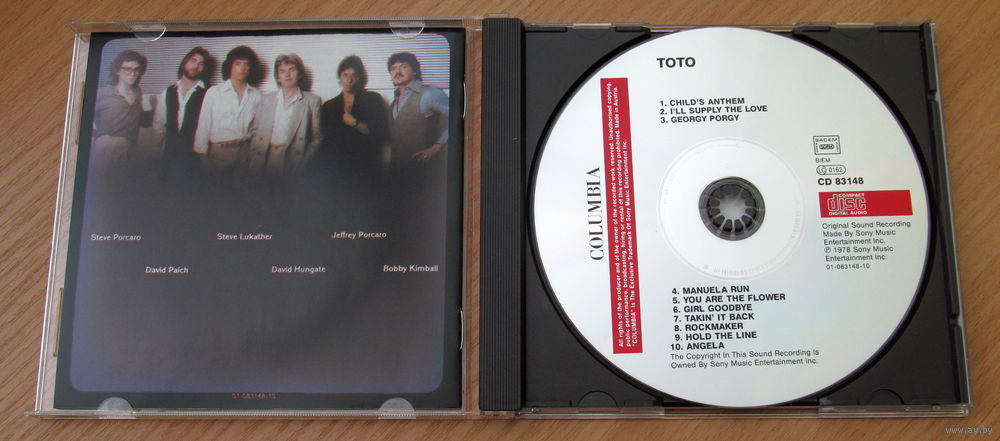 Steve Porcaro
Steve Lukather
Jeffrey Porcaro
David Paich
David Hungate
Bobby Kimball
01-083148-10
TOTO
1. CHILD'S ANTHEM
2. I'LL SUPPLY THE LOVE
3. GEORGY PORGY
COLUMBIA
All rights of the producer and of the owner of the recorded work reserved. Unauthorised copying,
public performance, broadcasting, hiring or rental of this recording prohibited. Made in Austria.
"COLUMBIA" Is The Exclusive Trademark Of Sony Music Entertainment Inc.
SACEM
BIEM
LC 0162
CD 83148
COMPACT
disc
DIGITAL AUDIO
Original Sound Recording
Made By Sony Music
Entertainment Inc.
℗ 1978 Sony Music
Entertainment Inc.
01-083148-10
4. MANUELA RUN
5. YOU ARE THE FLOWER
6. GIRL GOODBYE
7. TAKIN' IT BACK
8. ROCKMAKER
9. HOLD THE LINE
10. ANGELA
The Copyright In This Sound Recording Is
Owned By Sony Music Entertainment Inc.
www.ay.by